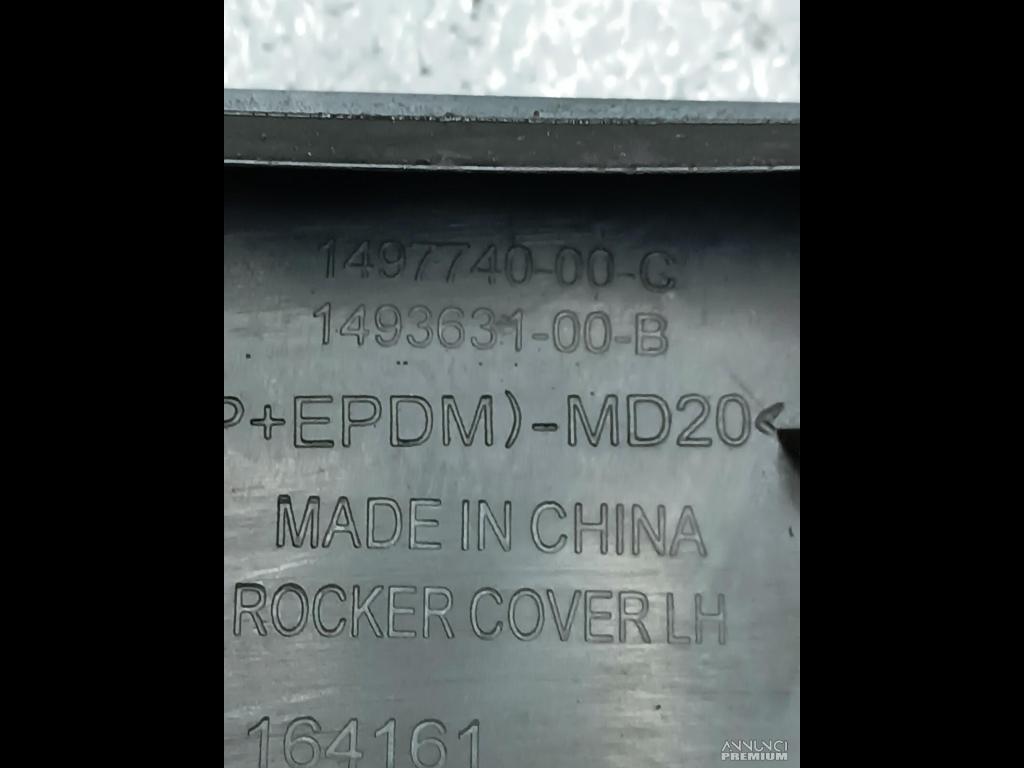 1497740-00-C
1493631-00-B
P+EPDM)-MD20<
MADE IN CHINA
ROCKER COVER LH
164161
ANNUNCI
PREMIUM